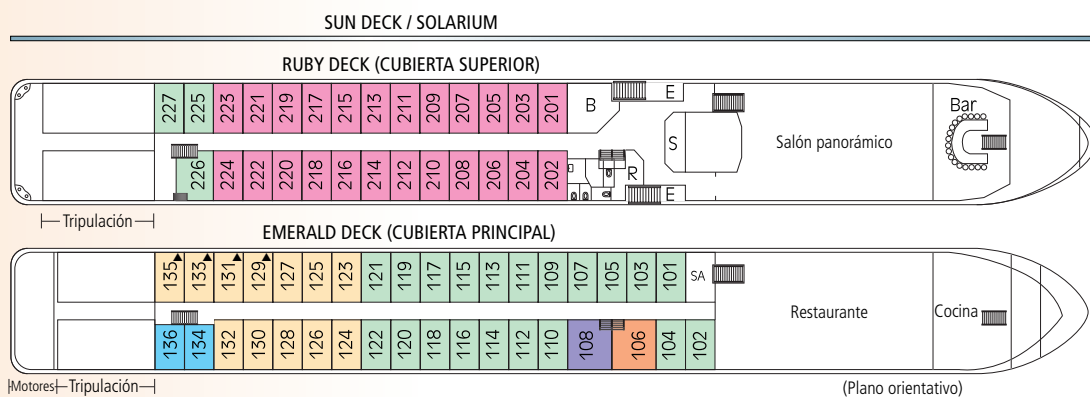 SUN DECK / SOLARIUM
RUBY DECK (CUBIERTA SUPERIOR)
227 225 223 221 219 217 215 213 211 209 207 205 203 201 B E
S Salón panorámico Bar
226 224 222 220 218 216 214 212 210 208 206 204 202 R E
Tripulación
EMERALD DECK (CUBIERTA PRINCIPAL)
135 133 131 129 127 125 123 121 119 117 115 113 111 109 107 105 103 101 SA
Restaurante Cocina
136 134 132 130 128 126 124 122 120 118 116 114 112 110 108 106 104 102
Motores Tripulación (Plano orientativo)